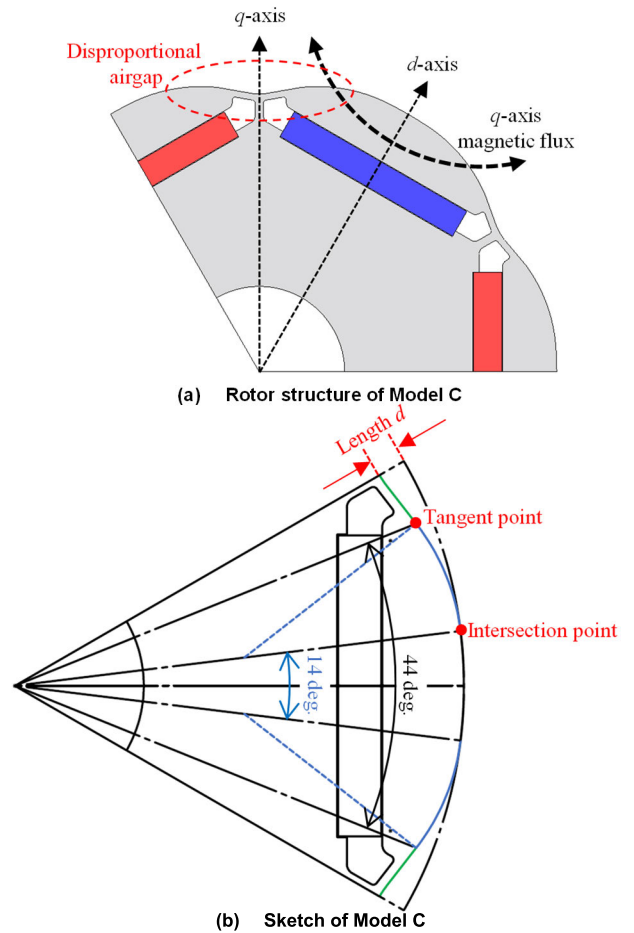 q-axis
Disproportional
airgap
d-axis
q-axis
magnetic flux
(a) Rotor structure of Model C
Length d
Tangent point
Intersection point
14 deg.
44 deg.
(b) Sketch of Model C